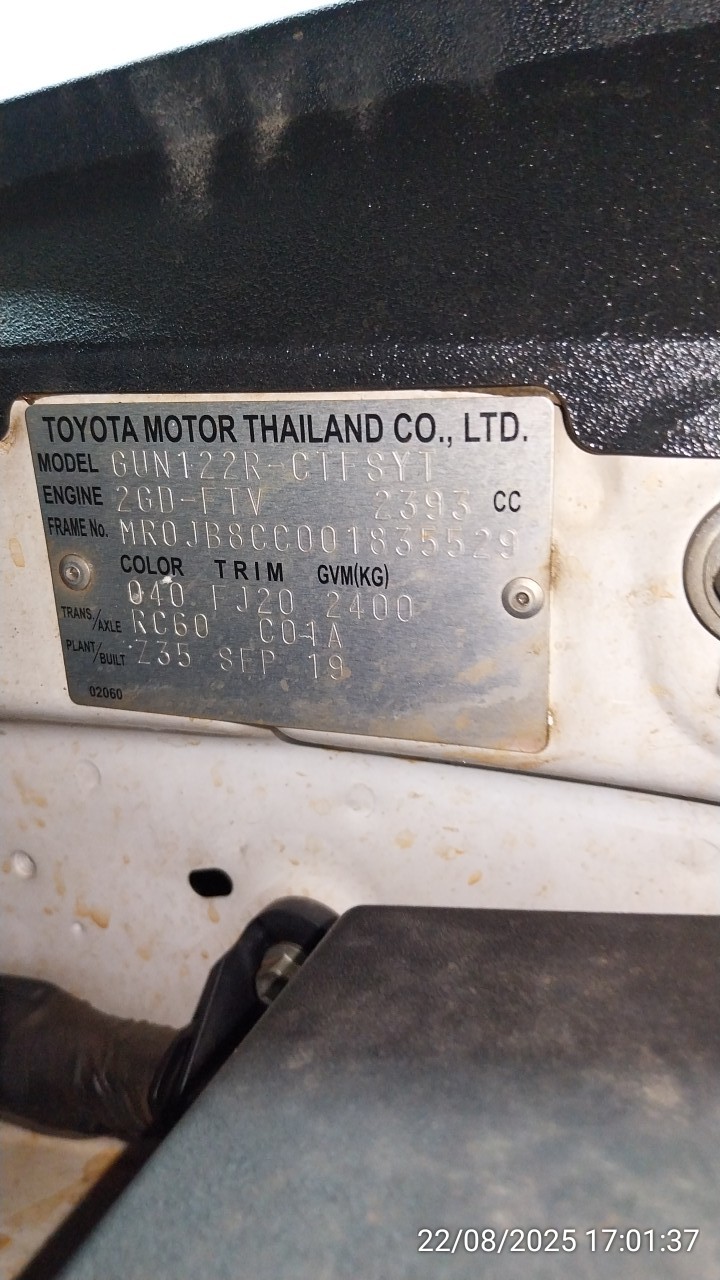 TOYOTA MOTOR THAILAND CO., LTD.
MODEL GUN122R-CTFSYT
ENGINE 2GD-FTV 2393 CC
FRAME No. MR0JB8CC001835529
COLOR TRIM GVM(KG)
040 FJ20 2400
TRANS./AXLE RC60 C04A
PLANT/BUILT Z35 SEP 19
02060
22/08/2025 17:01:37